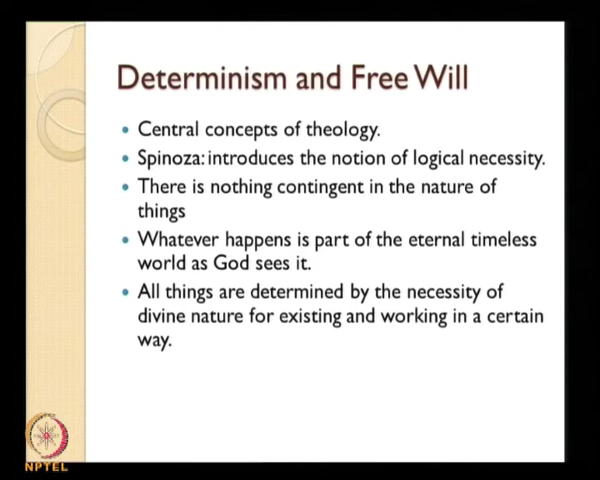 Determinism and Free Will
• Central concepts of theology.
• Spinoza: introduces the notion of logical necessity.
• There is nothing contingent in the nature of
things
• Whatever happens is part of the eternal timeless
world as God sees it.
• All things are determined by the necessity of
divine nature for existing and working in a certain
way.
NPTEL